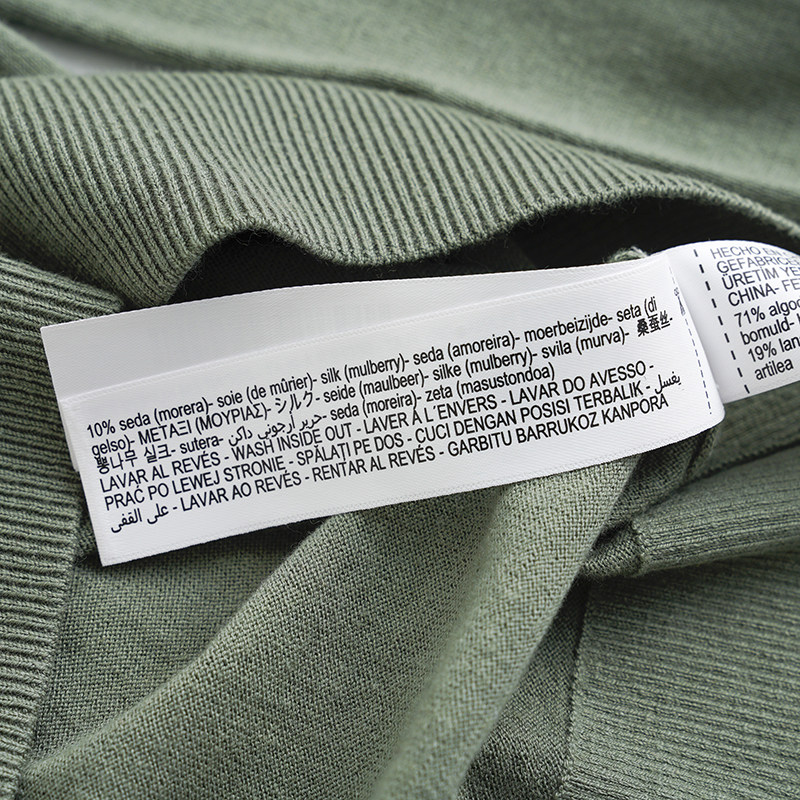 10% seda (morera)- soie (de mûrier)- silk (mulberry)- seda (amoreira)- moerbeizijde- seta (di
gelso)- ΜΕΤΑΞΙ (ΜΟΥΡΙΑΣ)- シルク- seide (maulbeer)- silke (mulberry)- svila (murva)- 桑蚕丝-
뽕나무 실크- sutera- حرير أرجواني داكن- seda (moreira)- zeta (masustondoa)
LAVAR AL REVÉS - WASH INSIDE OUT - LAVER À L´ENVERS - LAVAR DO AVESSO -
PRAĆ PO LEWEJ STRONIE - SPĂLAȚI PE DOS - CUCI DENGAN POSISI TERBALIK - يغسل
على القفى - LAVAR AO REVÉS - RENTAR AL REVÉS - GARBITU BARRUKOZ KANPORA
HECHO EN
GEFABRICE
ÜRETIM YE
CHINA- FE
71% algo
bomuld-
19% lan
artilea